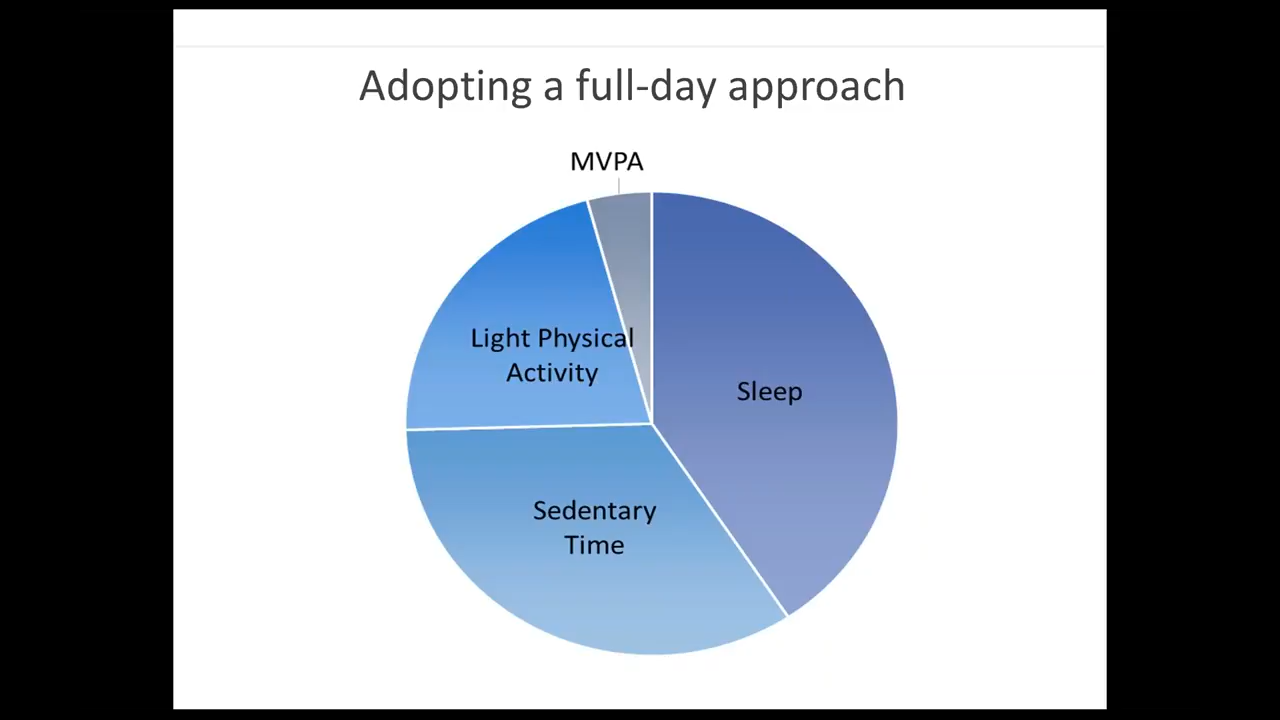 Adopting a full-day approach
MVPA
Light Physical
Activity
Sleep
Sedentary
Time